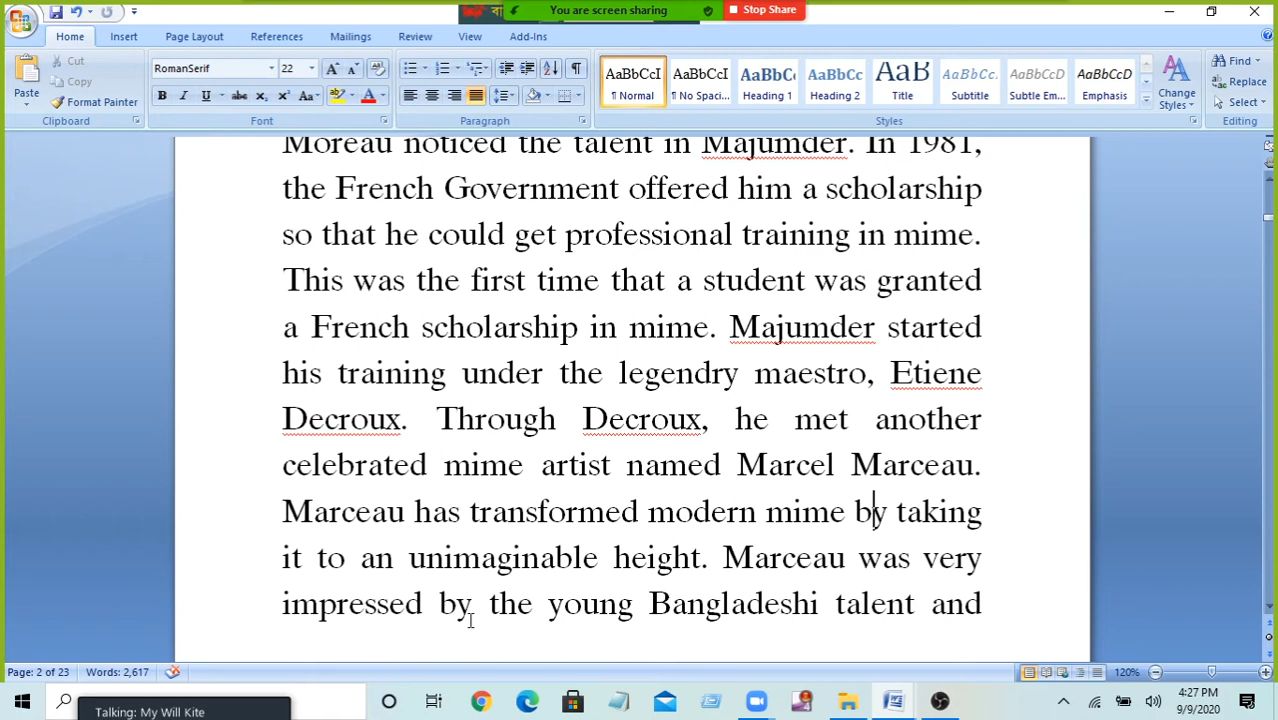 বা
You are screen sharing
Stop Share
Home Insert Page Layout References Mailings Review View Add-Ins
Paste
Cut
Copy
Format Painter
Clipboard
RomanSerif 22
Font
Paragraph
AaBbCcI AaBbCcI AaBbC AaBbCc AaB AaBbCc. AaBbCcD AaBbCcD
¶ Normal ¶ No Spaci... Heading 1 Heading 2 Title Subtitle Subtle Em... Emphasis
Change Styles
Styles
Find
Replace
Select
Editing
Moreau noticed the talent in Majumder. In 1981,
the French Government offered him a scholarship
so that he could get professional training in mime.
This was the first time that a student was granted
a French scholarship in mime. Majumder started
his training under the legendry maestro, Etiene
Decroux. Through Decroux, he met another
celebrated mime artist named Marcel Marceau.
Marceau has transformed modern mime by taking
it to an unimaginable height. Marceau was very
impressed by the young Bangladeshi talent and
Page: 2 of 23 Words: 2,617 120%
Talking: My Will Kite
4:27 PM
9/9/2020